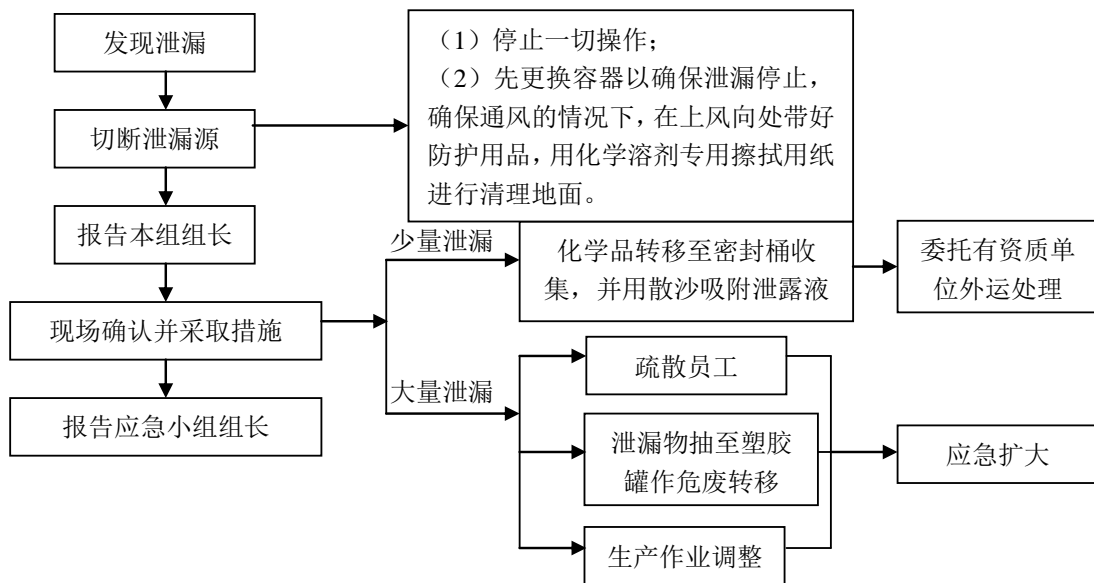 发现泄漏
（1）停止一切操作；
（2）先更换容器以确保泄漏停止，
确保通风的情况下，在上风向处带好
防护用品，用化学溶剂专用擦拭用纸
进行清理地面。
切断泄漏源
报告本组组长
少量泄漏
化学品转移至密封桶收
集，并用散沙吸附泄露液
委托有资质单
位外运处理
现场确认并采取措施
大量泄漏
疏散员工
报告应急小组组长
泄漏物抽至塑胶
罐作危废转移
应急扩大
生产作业调整